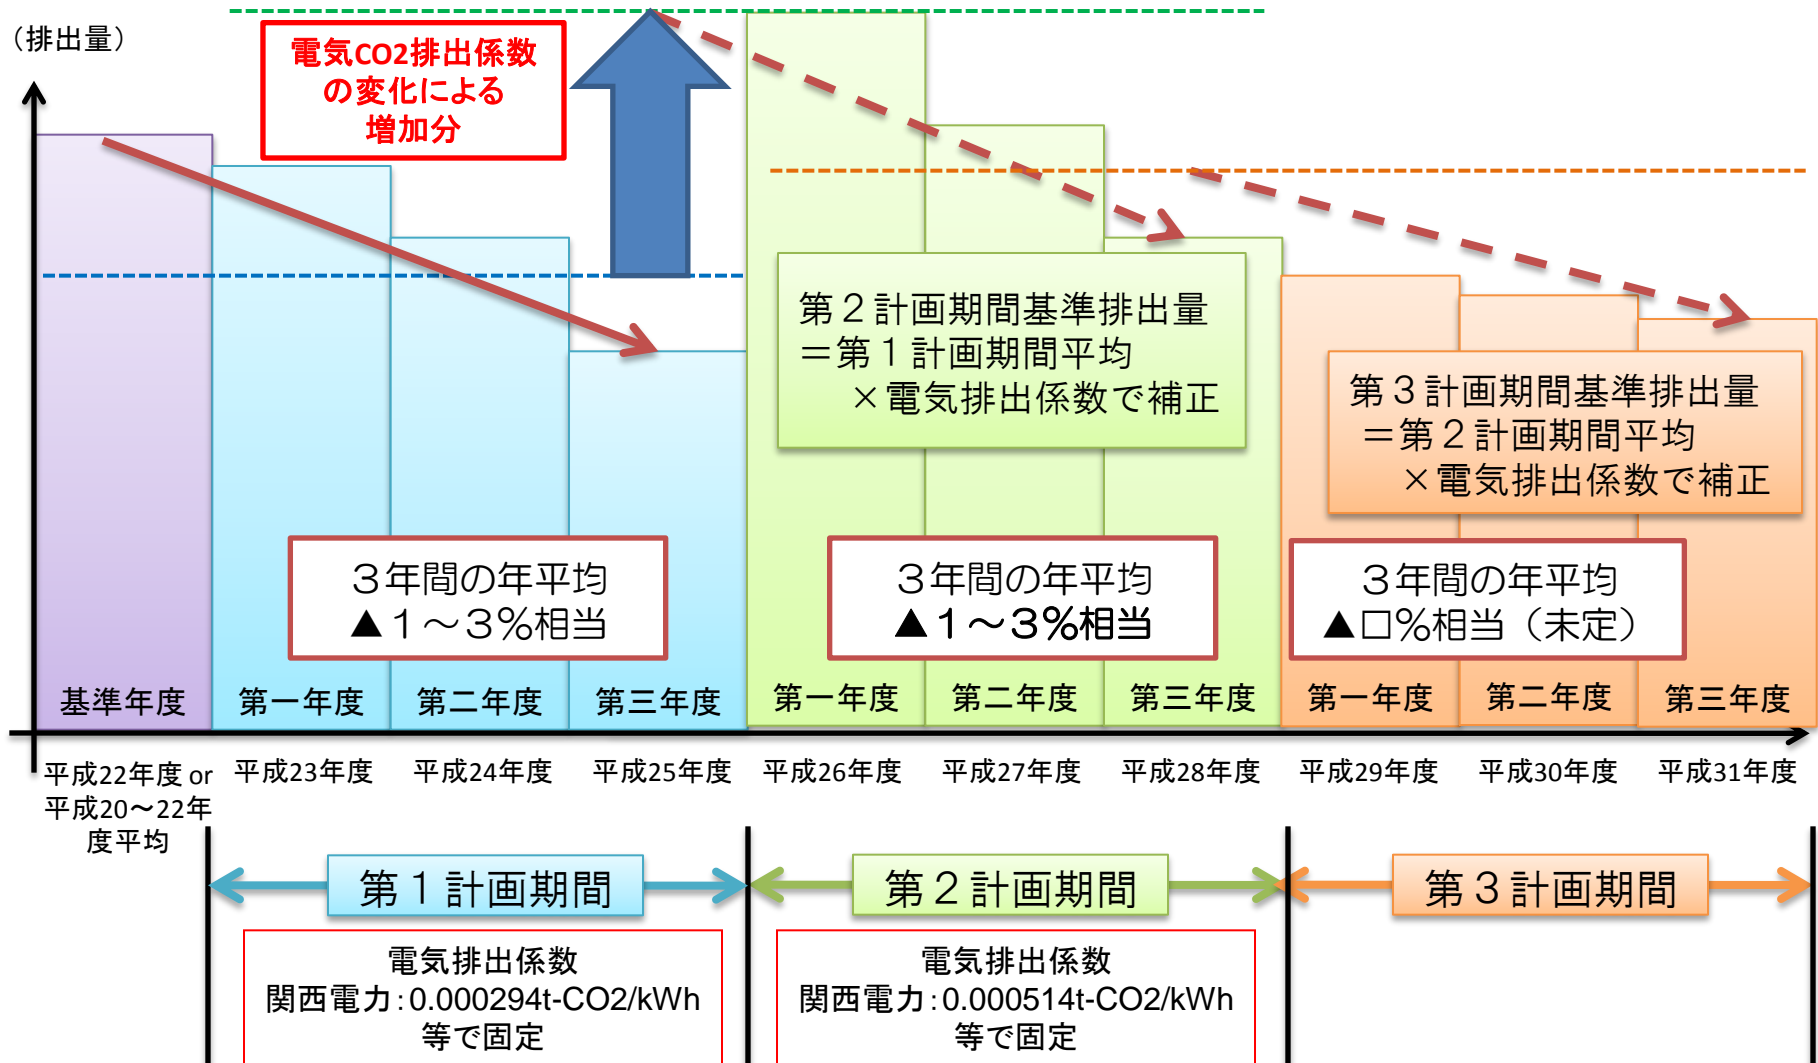 （排出量）
電気CO2排出係数
の変化による
増加分
第２計画期間基準排出量
＝第１計画期間平均
×電気排出係数で補正
第３計画期間基準排出量
＝第２計画期間平均
×電気排出係数で補正
３年間の年平均
▲１～３％相当
３年間の年平均
▲１～３％相当
３年間の年平均
▲□％相当（未定）
基準年度
第一年度
第二年度
第三年度
第一年度
第二年度
第三年度
第一年度
第二年度
第三年度
平成22年度 or
平成20～22年
度平均
平成23年度
平成24年度
平成25年度
平成26年度
平成27年度
平成28年度
平成29年度
平成30年度
平成31年度
第１計画期間
第２計画期間
第３計画期間
電気排出係数
関西電力：0.000294t-CO2/kWh
等で固定
電気排出係数
関西電力：0.000514t-CO2/kWh
等で固定